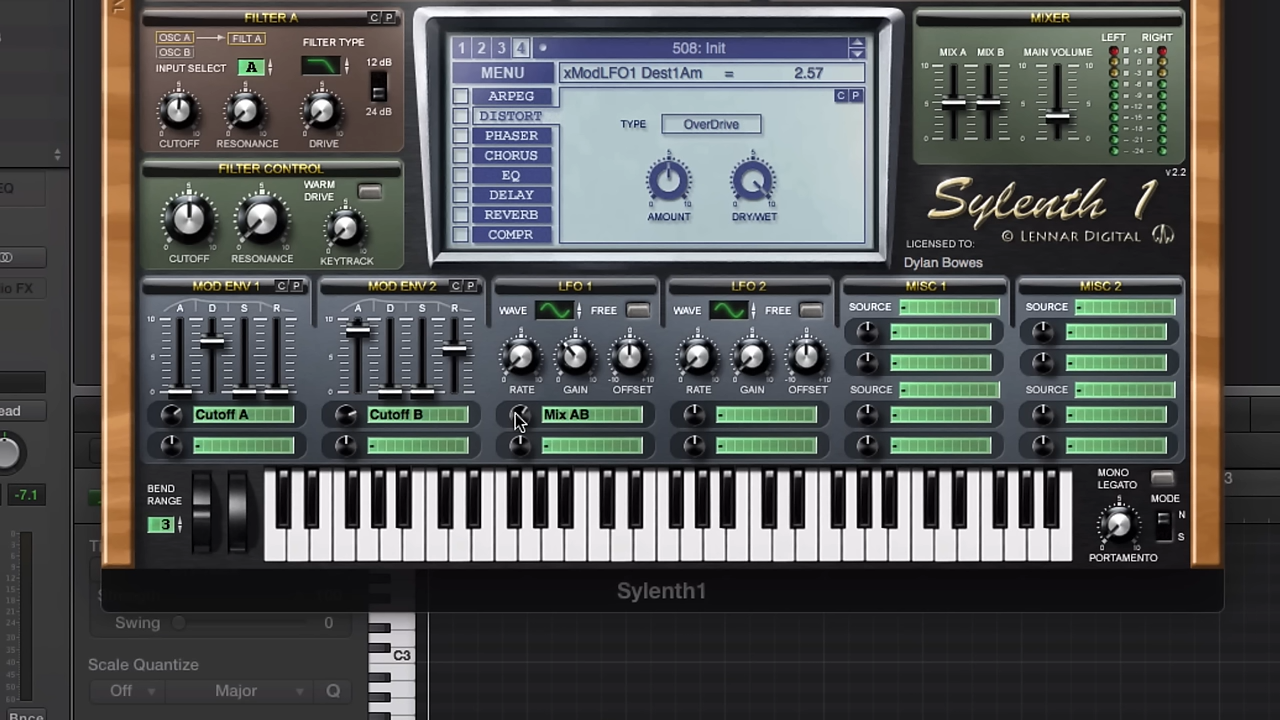 FILTER A
C P
OSC A
FILT A
OSC B
FILTER TYPE
INPUT SELECT A
12 dB
24 dB
CUTOFF
RESONANCE
DRIVE
FILTER CONTROL
WARM DRIVE
CUTOFF
RESONANCE
KEYTRACK
1 2 3 4
508: Init
MENU
xModLFO1 Dest1Am = 2.57
ARPEG
DISTORT
PHASER
CHORUS
EQ
DELAY
REVERB
COMPR
C P
TYPE OverDrive
AMOUNT
DRY/WET
MIXER
LEFT RIGHT
MIX A MIX B MAIN VOLUME
v2.2
Sylenth 1
© LENNAR DIGITAL
LICENSED TO:
Dylan Bowes
MOD ENV 1 C P
A D S R
Cutoff A
MOD ENV 2 C P
A D S R
Cutoff B
LFO 1
WAVE FREE
RATE GAIN OFFSET
Mix AB
LFO 2
WAVE FREE
RATE GAIN OFFSET
MISC 1
SOURCE
SOURCE
MISC 2
SOURCE
SOURCE
BEND RANGE
3
MONO LEGATO
MODE
N
S
PORTAMENTO
Sylenth1
-7.1
Swing 0
Scale Quantize
Off Major Q
C3
Bnce